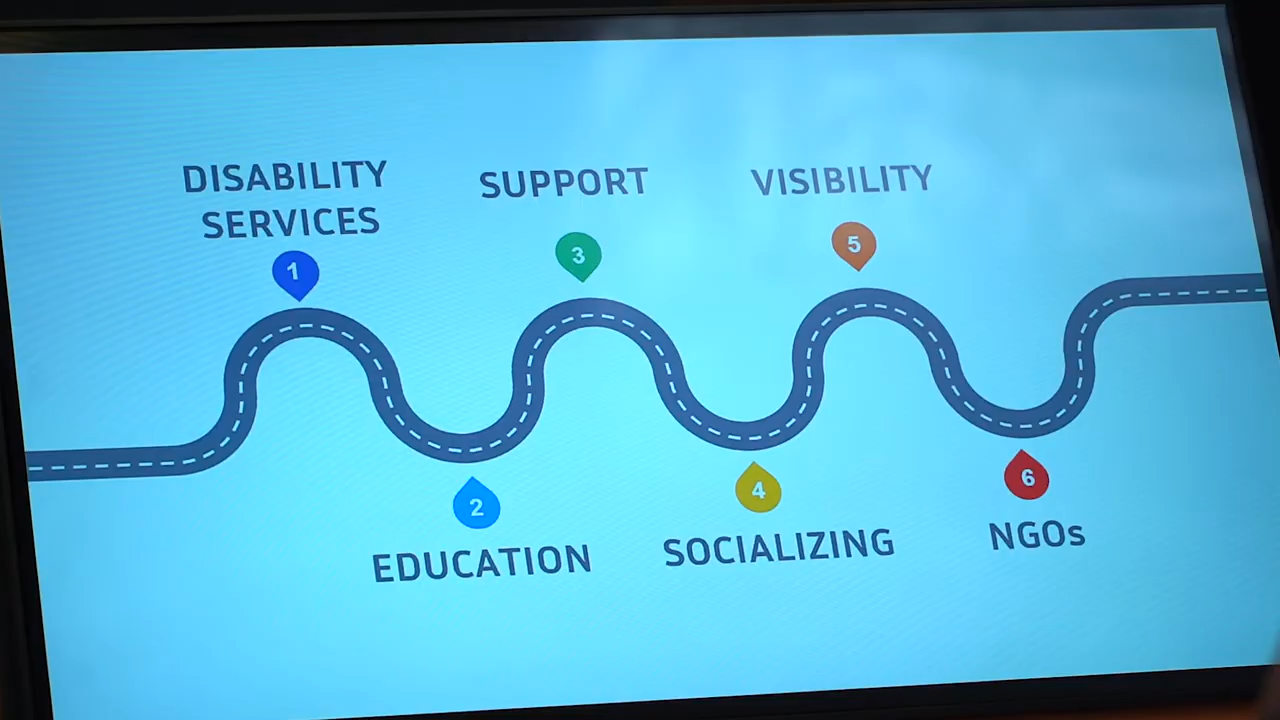 DISABILITY
SERVICES
1
2
EDUCATION
SUPPORT
3
4
SOCIALIZING
VISIBILITY
5
6
NGOs